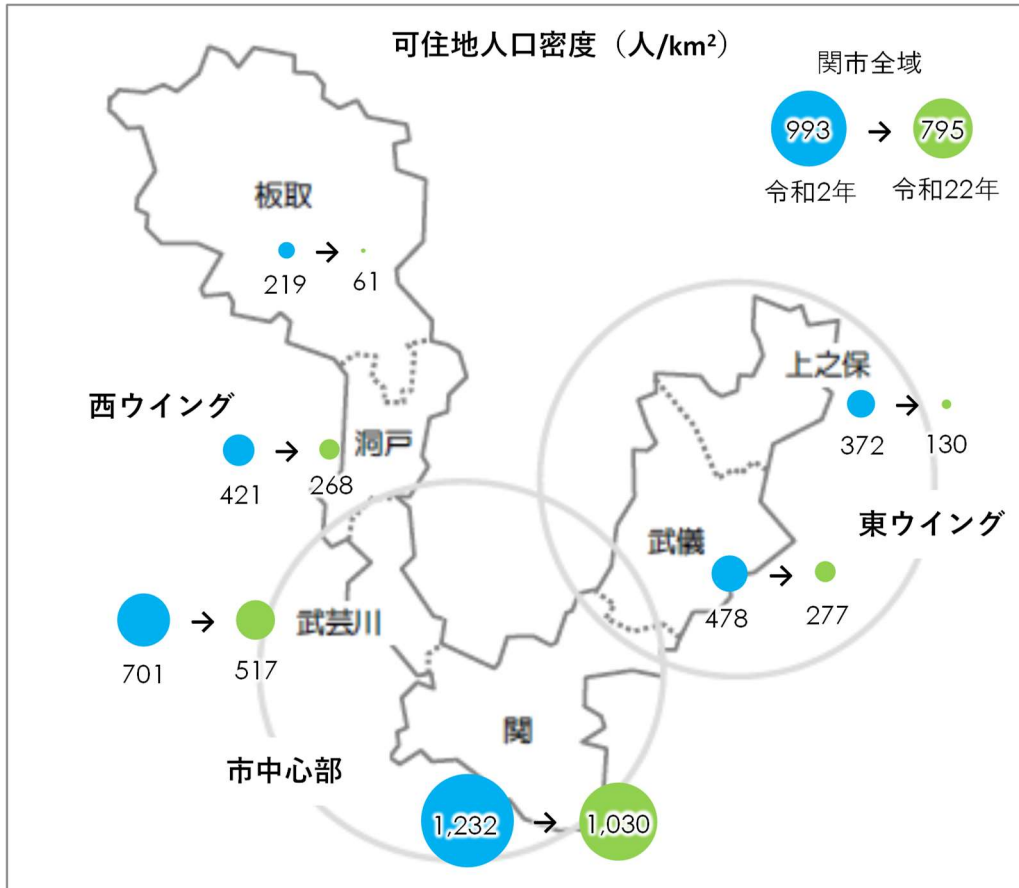 可住地人口密度（人/km²）
関市全域
993 → 795
令和2年 令和22年
板取
219 → 61
西ウイング
洞戸
421 → 268
上之保
372 → 130
東ウイング
武儀
478 → 277
武芸川
701 → 517
関
市中心部
1,232 → 1,030